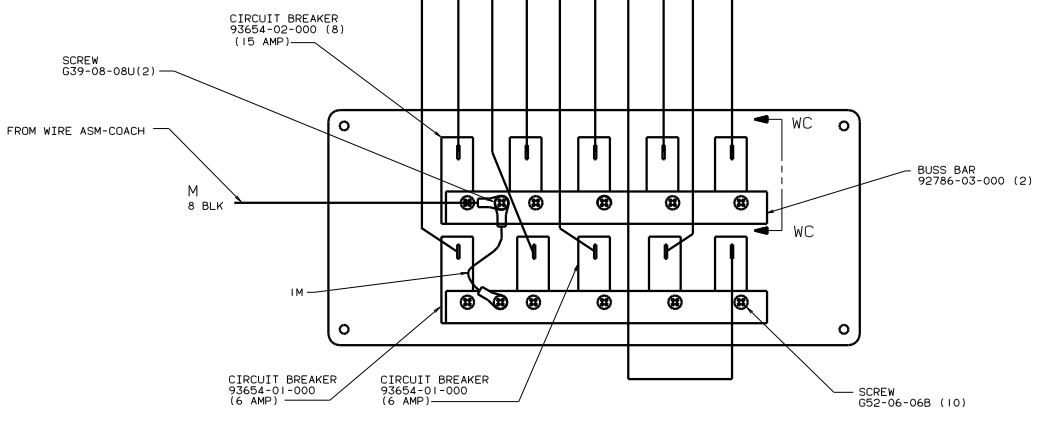 CIRCUIT BREAKER
93654-02-000 (8)
(15 AMP)
SCREW
G39-08-08U(2)
FROM WIRE ASM-COACH
M
8 BLK
WC
BUSS BAR
92786-03-000 (2)
WC
1M
CIRCUIT BREAKER
93654-01-000
(6 AMP)
CIRCUIT BREAKER
93654-01-000
(6 AMP)
SCREW
G52-06-06B (10)